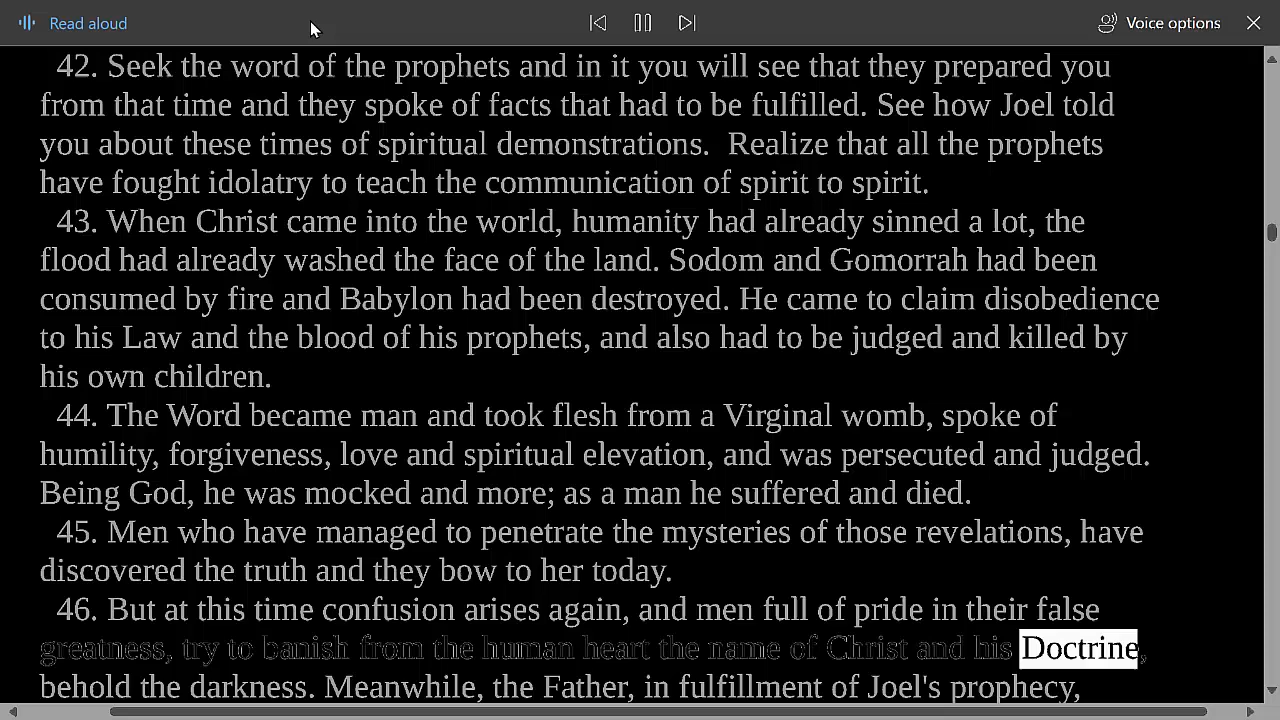 Read aloud
Voice options
42. Seek the word of the prophets and in it you will see that they prepared you
from that time and they spoke of facts that had to be fulfilled. See how Joel told
you about these times of spiritual demonstrations.  Realize that all the prophets
have fought idolatry to teach the communication of spirit to spirit.
43. When Christ came into the world, humanity had already sinned a lot, the
flood had already washed the face of the land. Sodom and Gomorrah had been
consumed by fire and Babylon had been destroyed. He came to claim disobedience
to his Law and the blood of his prophets, and also had to be judged and killed by
his own children.
44. The Word became man and took flesh from a Virginal womb, spoke of
humility, forgiveness, love and spiritual elevation, and was persecuted and judged.
Being God, he was mocked and more; as a man he suffered and died.
45. Men who have managed to penetrate the mysteries of those revelations, have
discovered the truth and they bow to her today.
46. But at this time confusion arises again, and men full of pride in their false
greatness, try to banish from the human heart the name of Christ and his Doctrine,
behold the darkness. Meanwhile, the Father, in fulfillment of Joel's prophecy,